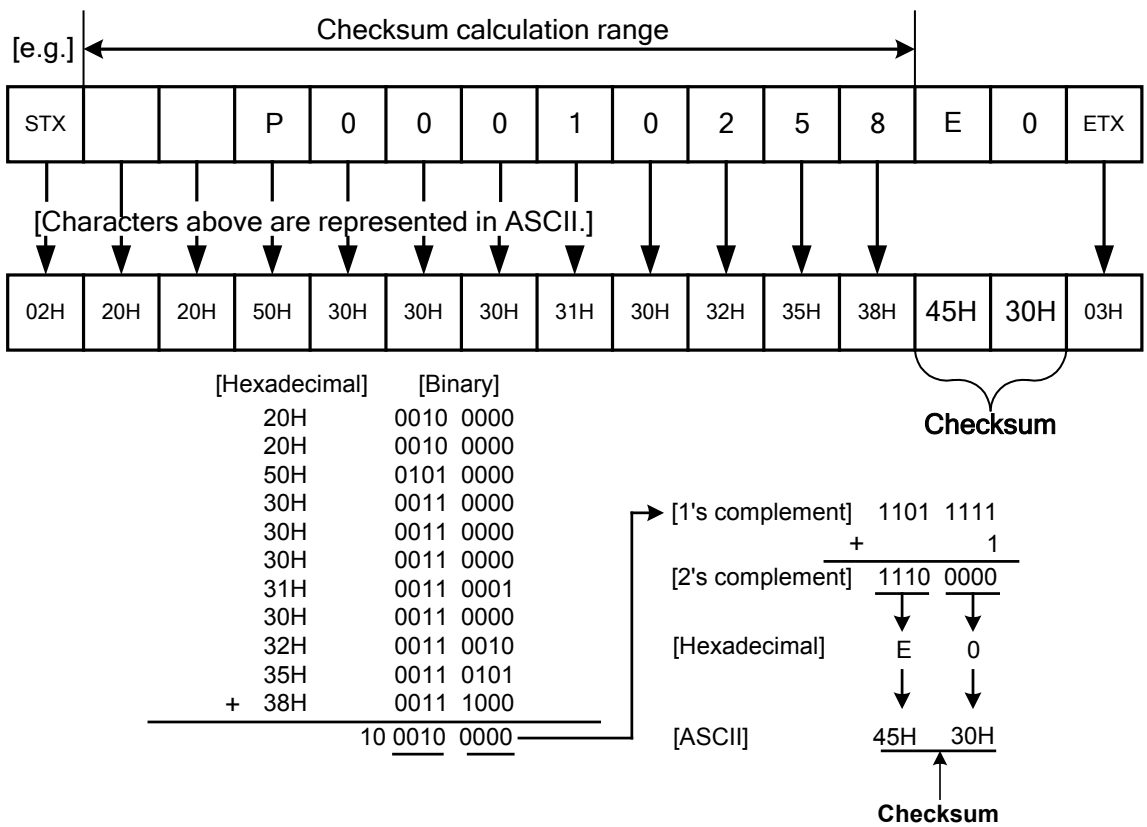 Checksum calculation range
[e.g.]
STX P 0 0 0 1 0 2 5 8 E 0 ETX
[Characters above are represented in ASCII.]
02H 20H 20H 50H 30H 30H 30H 31H 30H 32H 35H 38H 45H 30H 03H
[Hexadecimal] [Binary]
Checksum
20H 0010 0000
20H 0010 0000
50H 0101 0000
30H 0011 0000
30H 0011 0000
30H 0011 0000
31H 0011 0001
30H 0011 0000
32H 0011 0010
35H 0011 0101
+ 38H 0011 1000
10 0010 0000
[1's complement] 1101 1111
+ 1
[2's complement] 1110 0000
[Hexadecimal] E 0
[ASCII] 45H 30H
Checksum